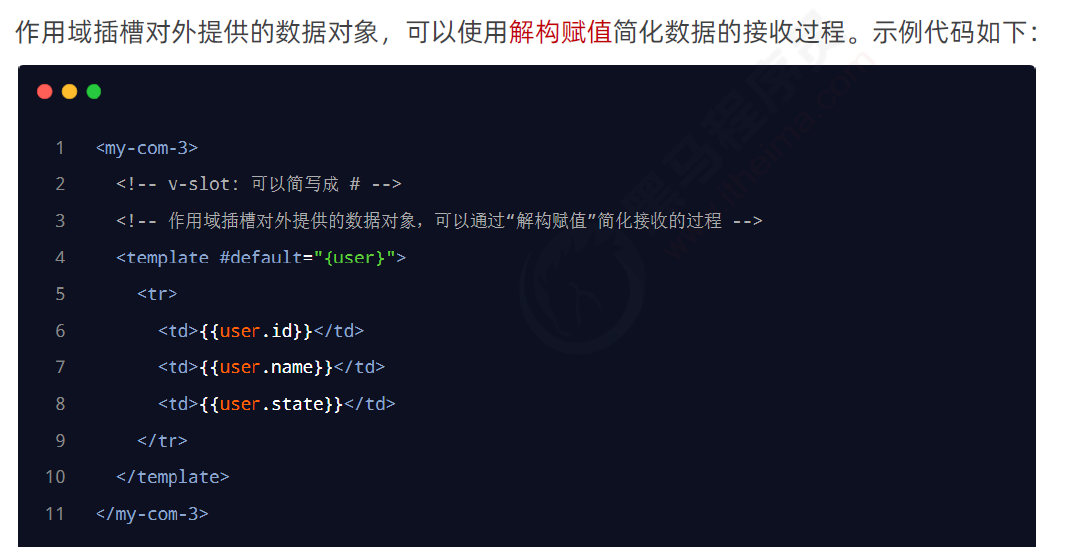 作用域插槽对外提供的数据对象，可以使用解构赋值简化数据的接收过程。示例代码如下：
1 <my-com-3>
2 <!-- v-slot: 可以简写成 # -->
3 <!-- 作用域插槽对外提供的数据对象，可以通过“解构赋值”简化接收的过程 -->
4 <template #default="{user}">
5 <tr>
6 <td>{{user.id}}</td>
7 <td>{{user.name}}</td>
8 <td>{{user.state}}</td>
9 </tr>
10 </template>
11 </my-com-3>